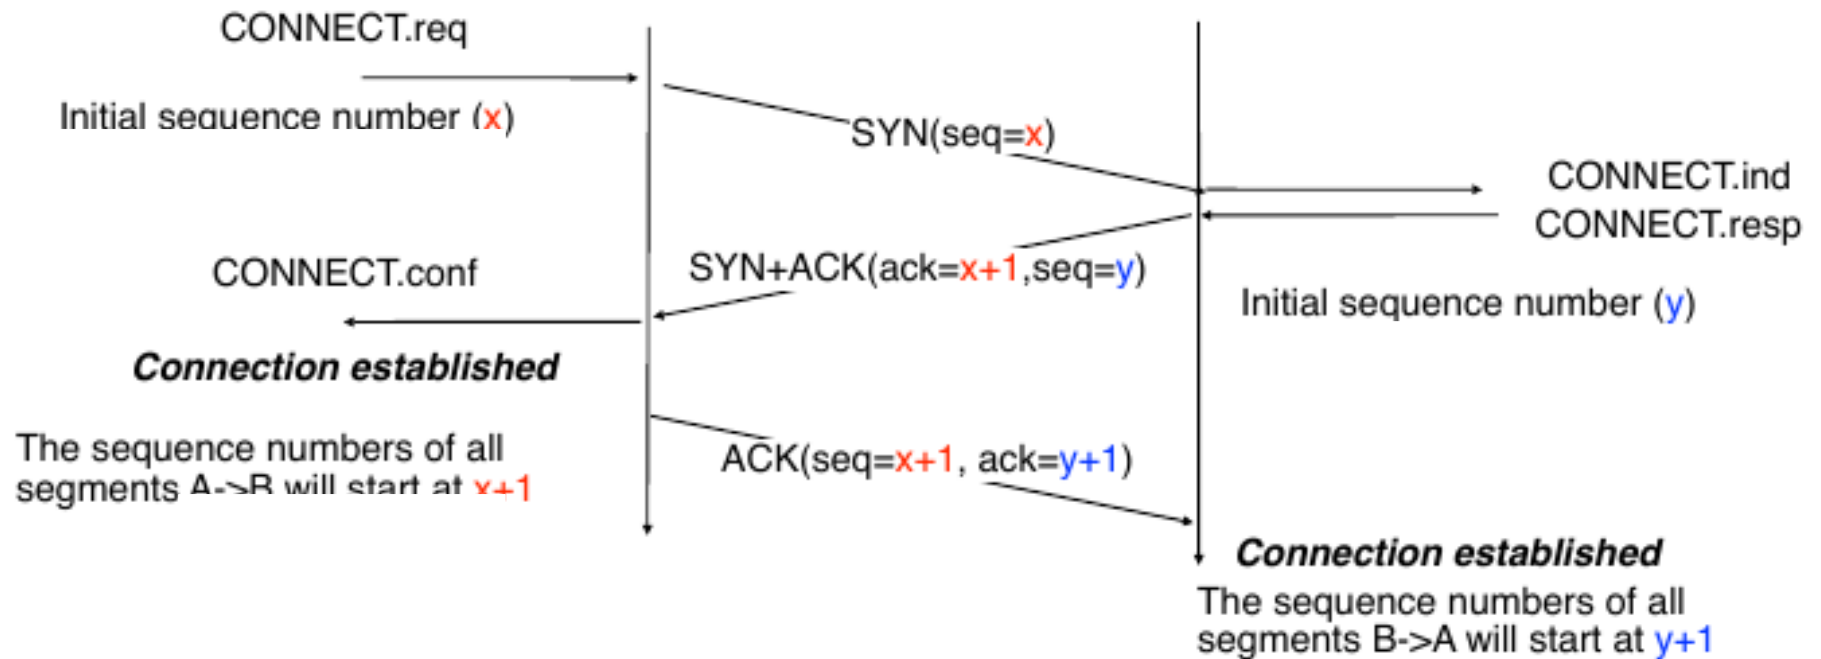 CONNECT.req
Initial sequence number (x)
SYN(seq=x)
CONNECT.ind
CONNECT.resp
SYN+ACK(ack=x+1,seq=y)
CONNECT.conf
Initial sequence number (y)
Connection established
The sequence numbers of all
segments A->B will start at x+1
ACK(seq=x+1, ack=y+1)
Connection established
The sequence numbers of all
segments B->A will start at y+1